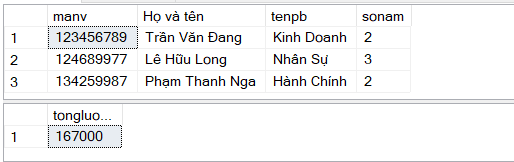 manv Họ và tên tenpb sonam
1 123456789 Trần Văn Đang Kinh Doanh 2
2 124689977 Lê Hữu Long Nhân Sự 3
3 134259987 Phạm Thanh Nga Hành Chính 2
tongluo...
1 167000